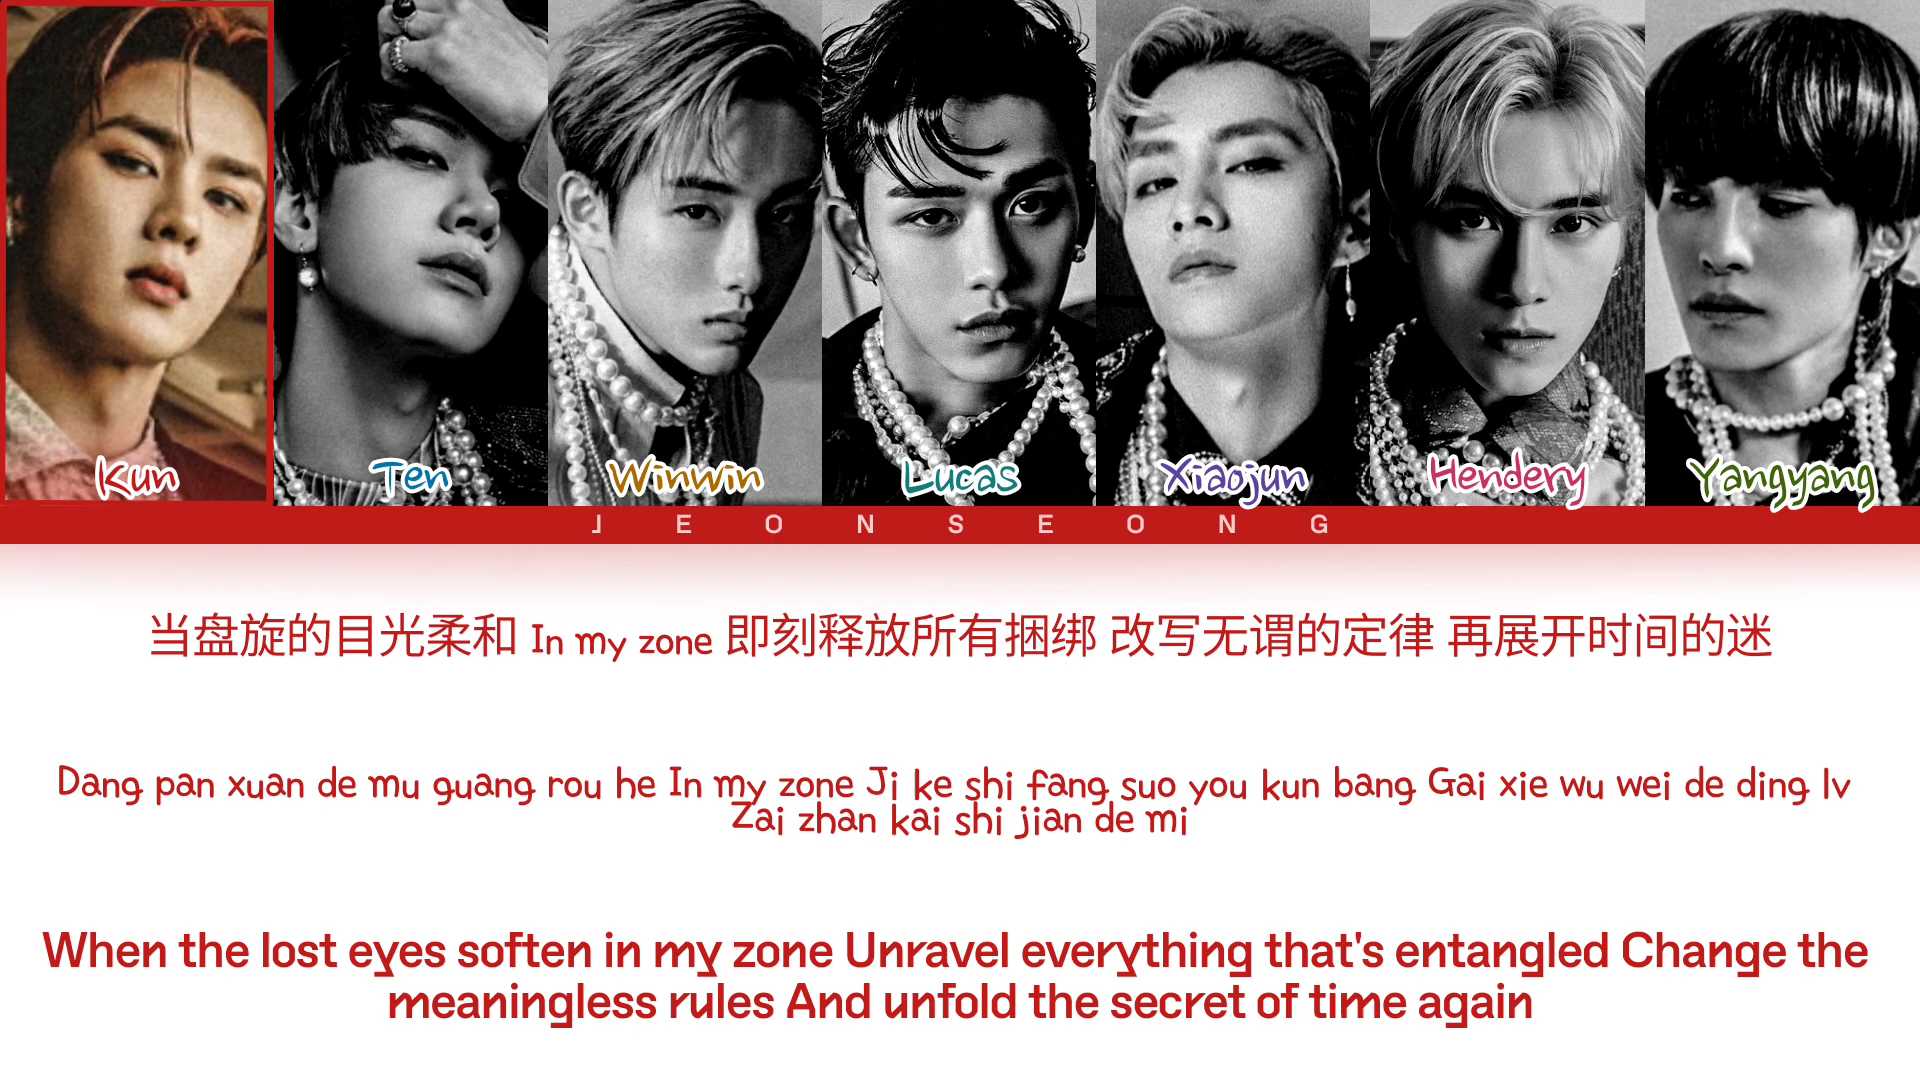 Kun
Ten
Winwin
Lucas
Xiaojun
Hendery
Yangyang
JEONSEONG
当盘旋的目光柔和 In my zone 即刻释放所有捆绑 改写无谓的定律 再展开时间的迷
Dang pan xuan de mu guang rou he In my zone Ji ke shi fang suo you kun bang Gai xie wu wei de ding lv
Zai zhan kai shi jian de mi
When the lost eyes soften in my zone Unravel everything that's entangled Change the
meaningless rules And unfold the secret of time again